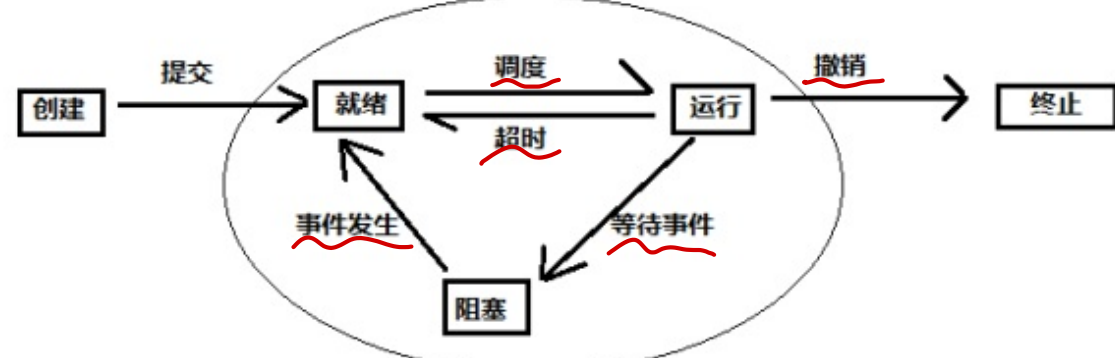 提交
调度
撤销
创建
就绪
运行
终止
超时
事件发生
等待事件
阻塞